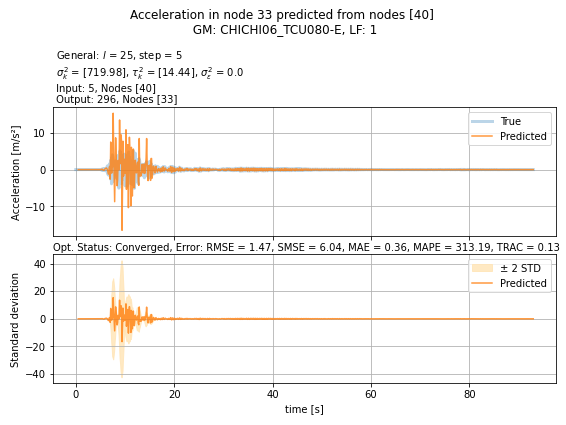 Acceleration in node 33 predicted from nodes [40]
GM: CHICHI06_TCU080-E, LF: 1
General: l = 25, step = 5
σ²ₖ = [719.98], τ²ₖ = [14.44], σ²ε = 0.0
Input: 5, Nodes [40]
Output: 296, Nodes [33]
Acceleration [m/s²]
10
0
−10
True
Predicted
Opt. Status: Converged, Error: RMSE = 1.47, SMSE = 6.04, MAE = 0.36, MAPE = 313.19, TRAC = 0.13
Standard deviation
40
20
0
−20
−40
± 2 STD
Predicted
0 20 40 60 80
time [s]